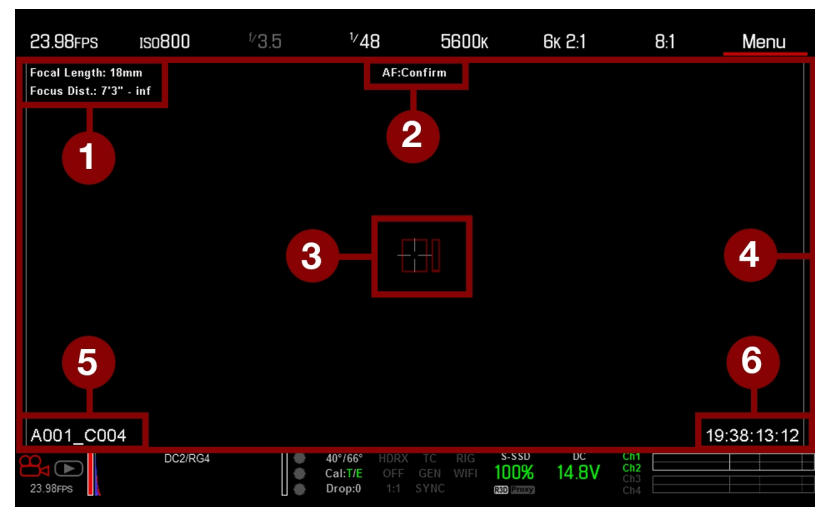 23.98FPS ISO800 1/3.5 1/48 5600K 6K 2:1 8:1 Menu
Focal Length: 18mm
Focus Dist.: 7'3" - inf
AF:Confirm
1
2
3
4
5
6
A001_C004
19:38:13:12
DC2/RG4
23.98FPS
40°/66° HDRX TC RIG
Cal:T/E OFF GEN WIFI
Drop:0 1:1 SYNC
S-SSD
100%
R3D Proxy
DC
14.8V
Ch1
Ch2
Ch3
Ch4